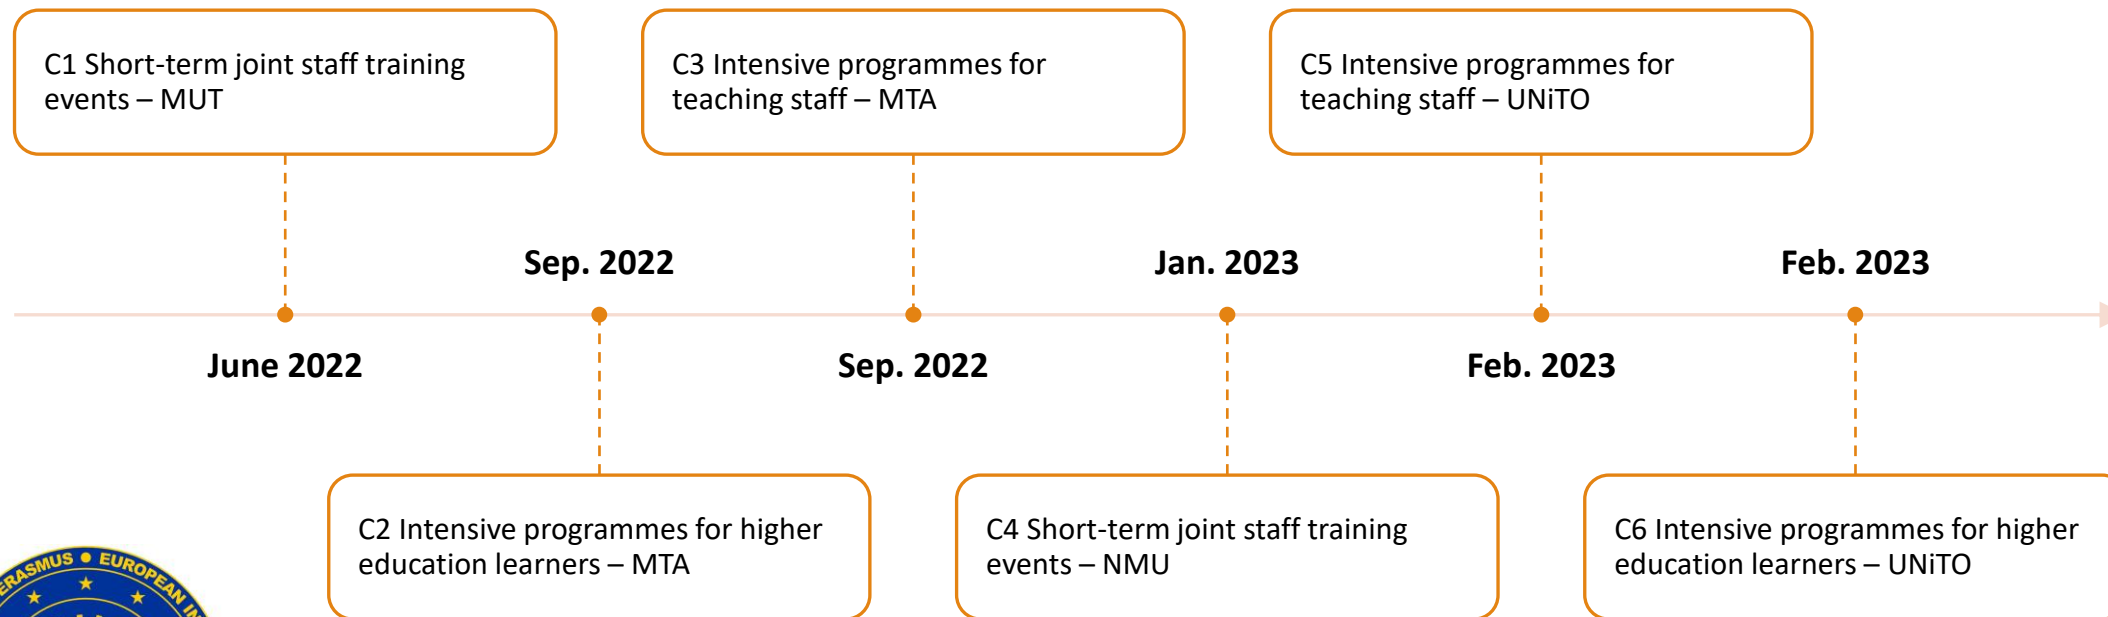 C1 Short-term joint staff training
events – MUT
C3 Intensive programmes for
teaching staff – MTA
C5 Intensive programmes for
teaching staff – UNiTO
Sep. 2022
Jan. 2023
Feb. 2023
June 2022
Sep. 2022
Feb. 2023
C2 Intensive programmes for higher
education learners – MTA
C4 Short-term joint staff training
events – NMU
C6 Intensive programmes for higher
education learners – UNiTO
ERASMUS • EUROPEAN